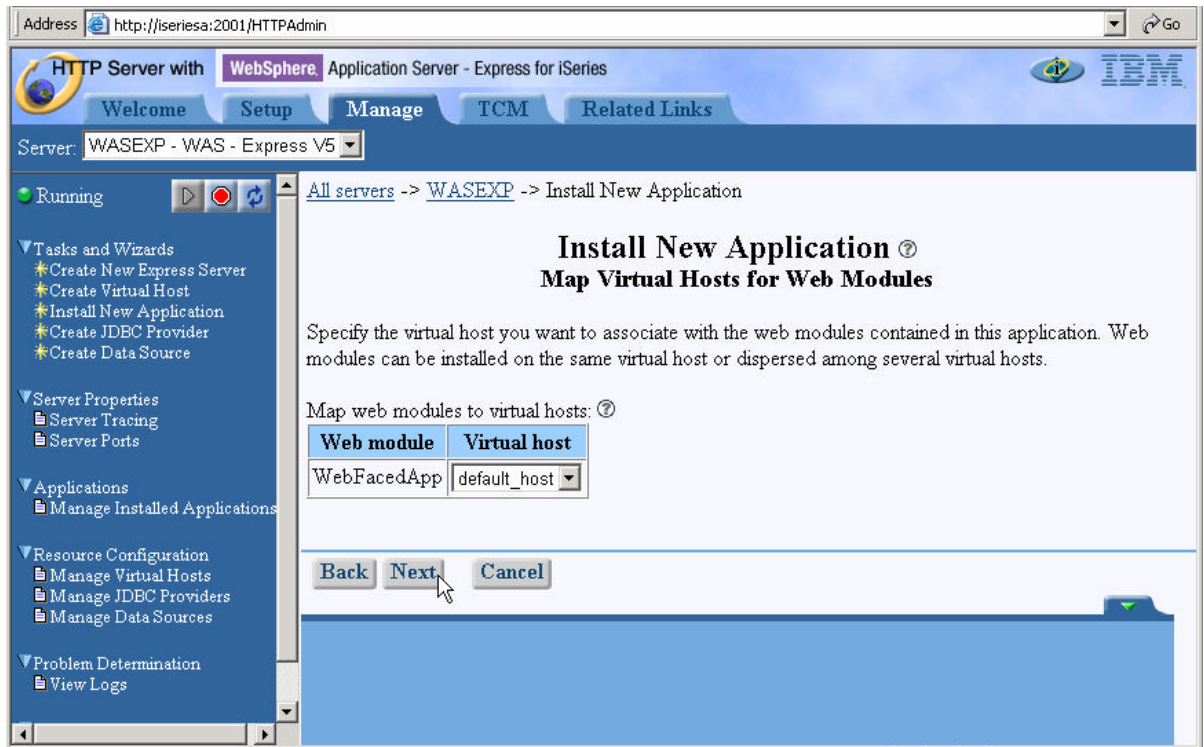 Address http://iseriesa:2001/HTTPAdmin Go
HTTP Server with WebSphere. Application Server - Express for iSeries
IBM
Welcome Setup Manage TCM Related Links
Server: WASEXP - WAS - Express V5
Running
Tasks and Wizards
Create New Express Server
Create Virtual Host
Install New Application
Create JDBC Provider
Create Data Source
Server Properties
Server Tracing
Server Ports
Applications
Manage Installed Applications
Resource Configuration
Manage Virtual Hosts
Manage JDBC Providers
Manage Data Sources
Problem Determination
View Logs
All servers -> WASEXP -> Install New Application
Install New Application ?
Map Virtual Hosts for Web Modules
Specify the virtual host you want to associate with the web modules contained in this application. Web
modules can be installed on the same virtual host or dispersed among several virtual hosts.
Map web modules to virtual hosts: ?
Web module Virtual host
WebFacedApp default_host
Back Next Cancel